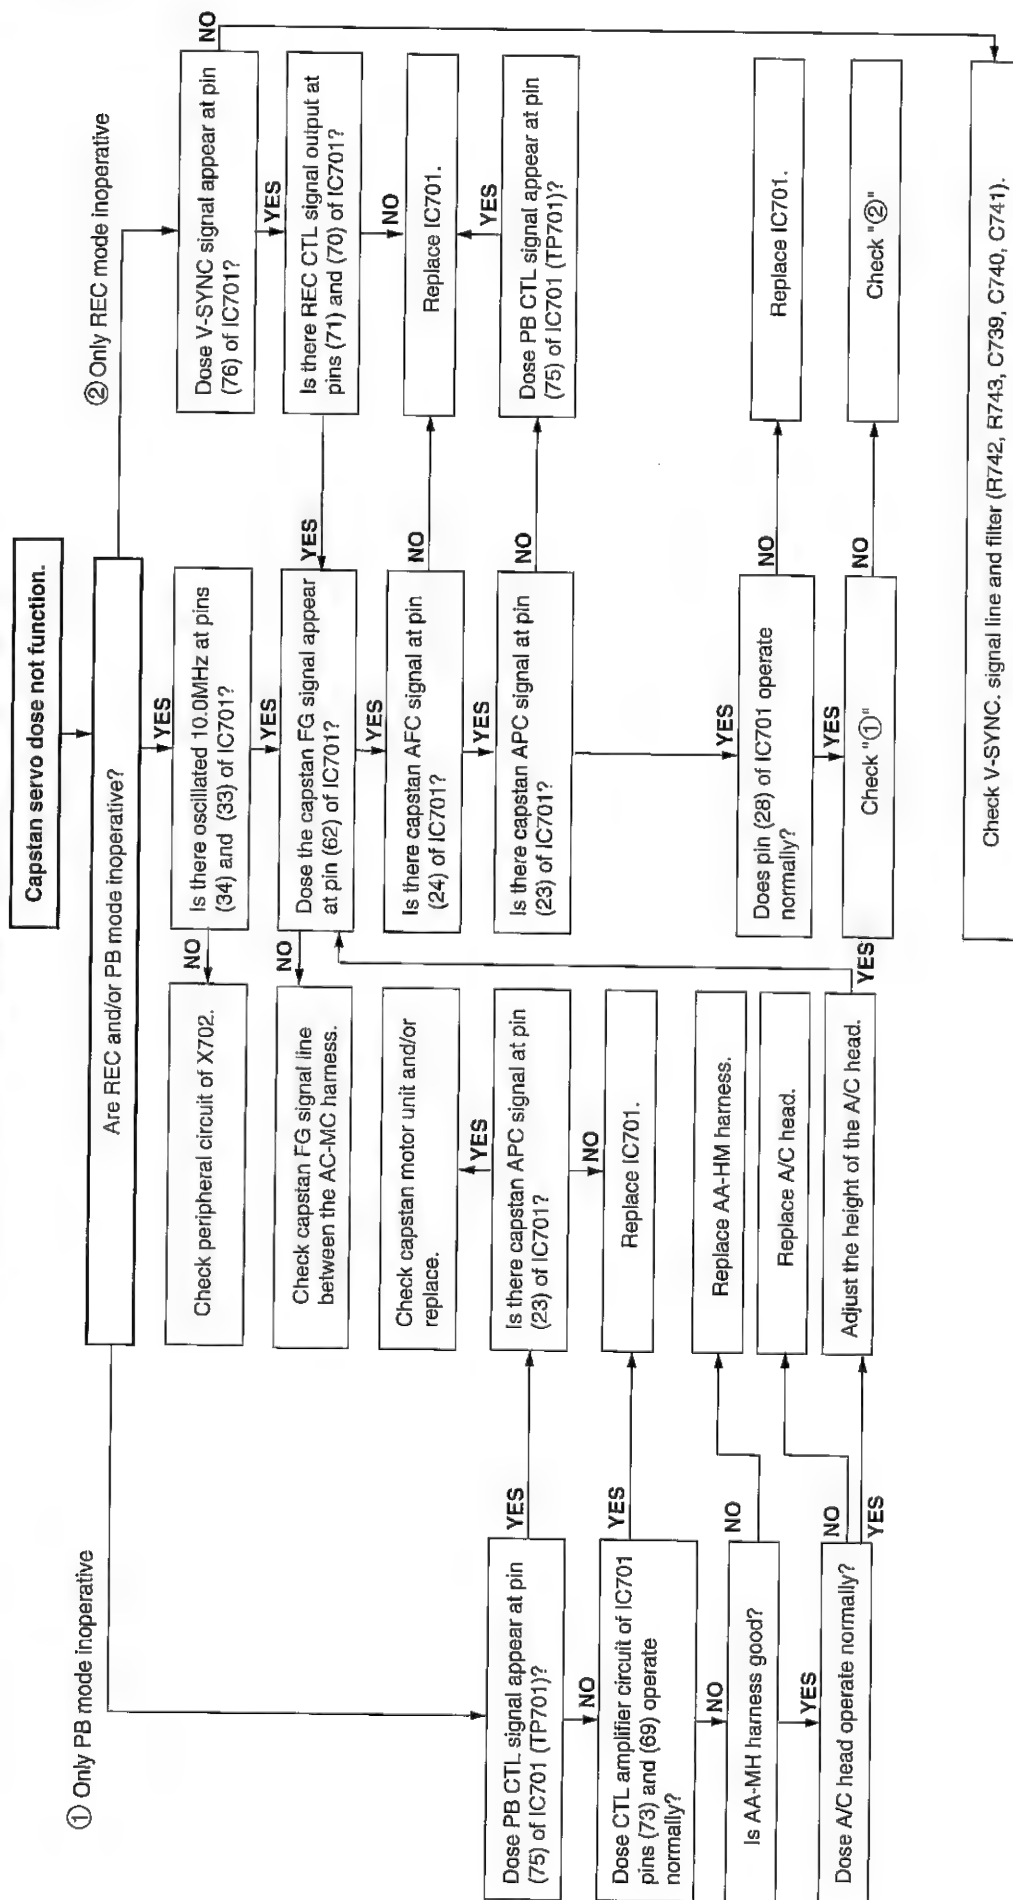 Capstan servo dose not function.
Are REC and/or PB mode inoperative?
① Only PB mode inoperative
② Only REC mode inoperative
YES
Is there oscillated 10.0MHz at pins
(34) and (33) of IC701?
NO
Check peripheral circuit of X702.
YES
Dose the capstan FG signal appear
at pin (62) of IC701?
NO
Check capstan FG signal line
between the AC-MC harness.
YES
Is there capstan AFC signal at pin
(24) of IC701?
NO
YES
Is there capstan APC signal at pin
(23) of IC701?
NO
YES
Does pin (28) of IC701 operate
normally?
NO
Replace IC701.
YES
Check "①"
NO
Check "②"
Dose V-SYNC signal appear at pin
(76) of IC701?
NO
YES
Is there REC CTL signal output at
pins (71) and (70) of IC701?
YES
NO
Replace IC701.
YES
Dose PB CTL signal appear at pin
(75) of IC701 (TP701)?
Check V-SYNC. signal line and filter (R742, R743, C739, C740, C741).
Dose PB CTL signal appear at pin
(75) of IC701 (TP701)?
YES
Is there capstan APC signal at pin
(23) of IC701?
YES
Check capstan motor unit and/or
replace.
NO
Replace IC701.
NO
Dose CTL amplifier circuit of IC701
pins (73) and (69) operate
normally?
YES
NO
Is AA-MH harness good?
NO
Replace AA-HM harness.
YES
Dose A/C head operate normally?
NO
Replace A/C head.
YES
Adjust the height of the A/C head.
YES